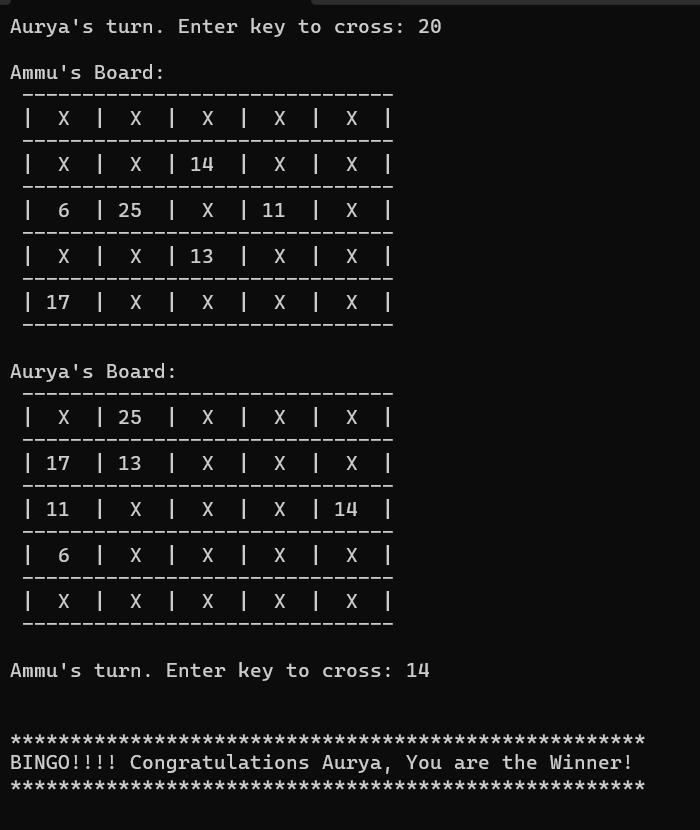 Aurya's turn. Enter key to cross: 20
Ammu's Board:
-------------------------------
|  X  |  X  |  X  |  X  |  X  |
-------------------------------
|  X  |  X  | 14  |  X  |  X  |
-------------------------------
|  6  | 25  |  X  | 11  |  X  |
-------------------------------
|  X  |  X  | 13  |  X  |  X  |
-------------------------------
| 17  |  X  |  X  |  X  |  X  |
-------------------------------
Aurya's Board:
-------------------------------
|  X  | 25  |  X  |  X  |  X  |
-------------------------------
| 17  | 13  |  X  |  X  |  X  |
-------------------------------
| 11  |  X  |  X  |  X  | 14  |
-------------------------------
|  6  |  X  |  X  |  X  |  X  |
-------------------------------
|  X  |  X  |  X  |  X  |  X  |
-------------------------------
Ammu's turn. Enter key to cross: 14
*****************************************************
BINGO!!!! Congratulations Aurya, You are the Winner!
*****************************************************